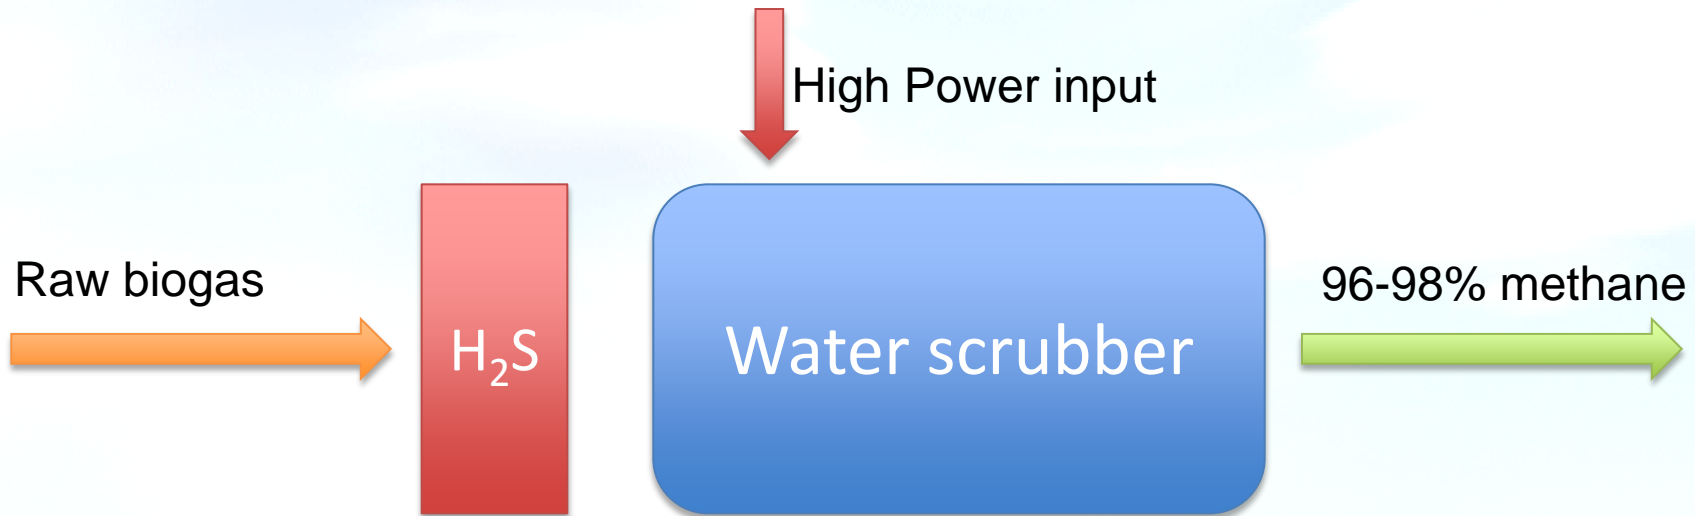 High Power input
Raw biogas
H₂S
Water scrubber
96-98% methane